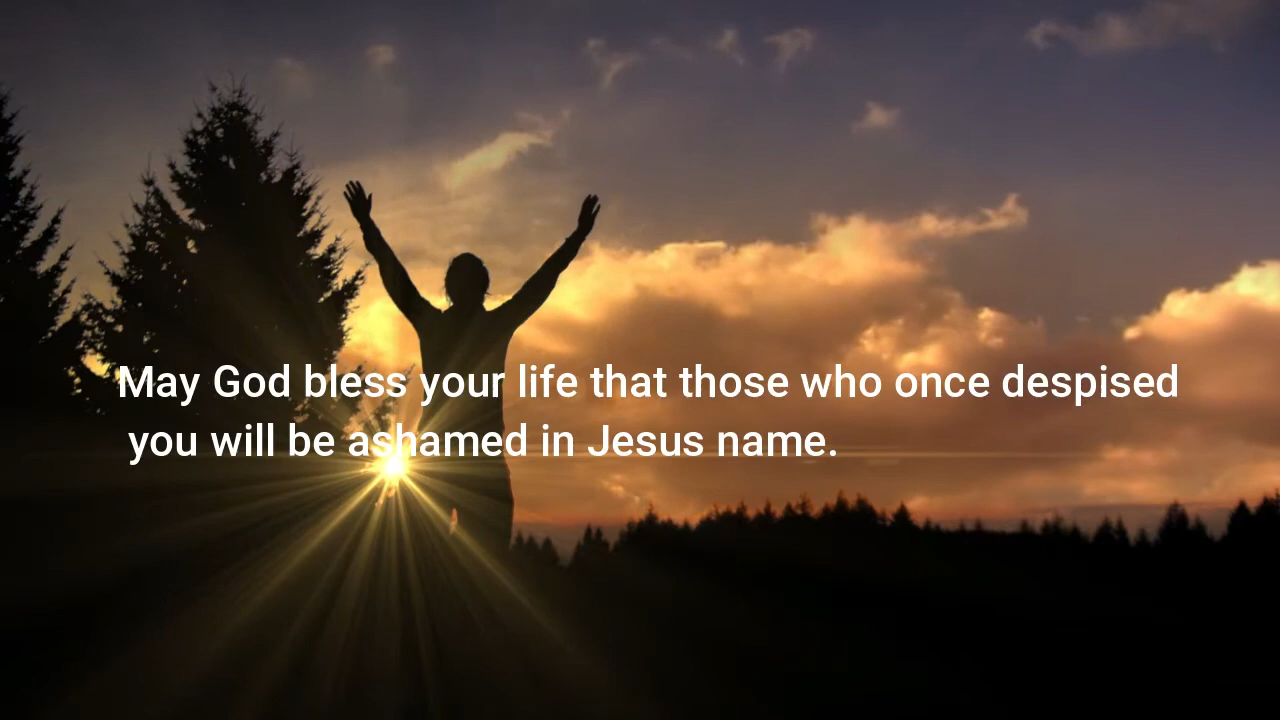 May God bless your life that those who once despised
you will be ashamed in Jesus name.